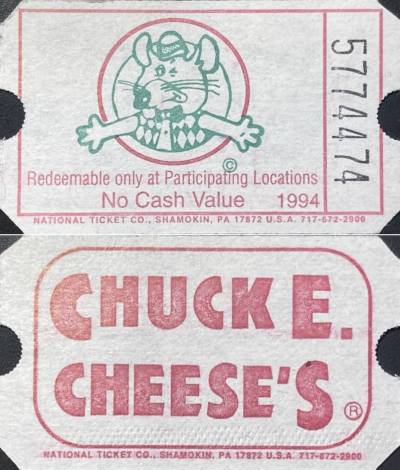 5774474
©
Redeemable only at Participating Locations
No Cash Value 1994
NATIONAL TICKET CO., SHAMOKIN, PA 17872 U.S.A. 717-672-2900
CHUCK E.
CHEESE'S ®
NATIONAL TICKET CO., SHAMOKIN, PA 17872 U.S.A. 717-672-2900